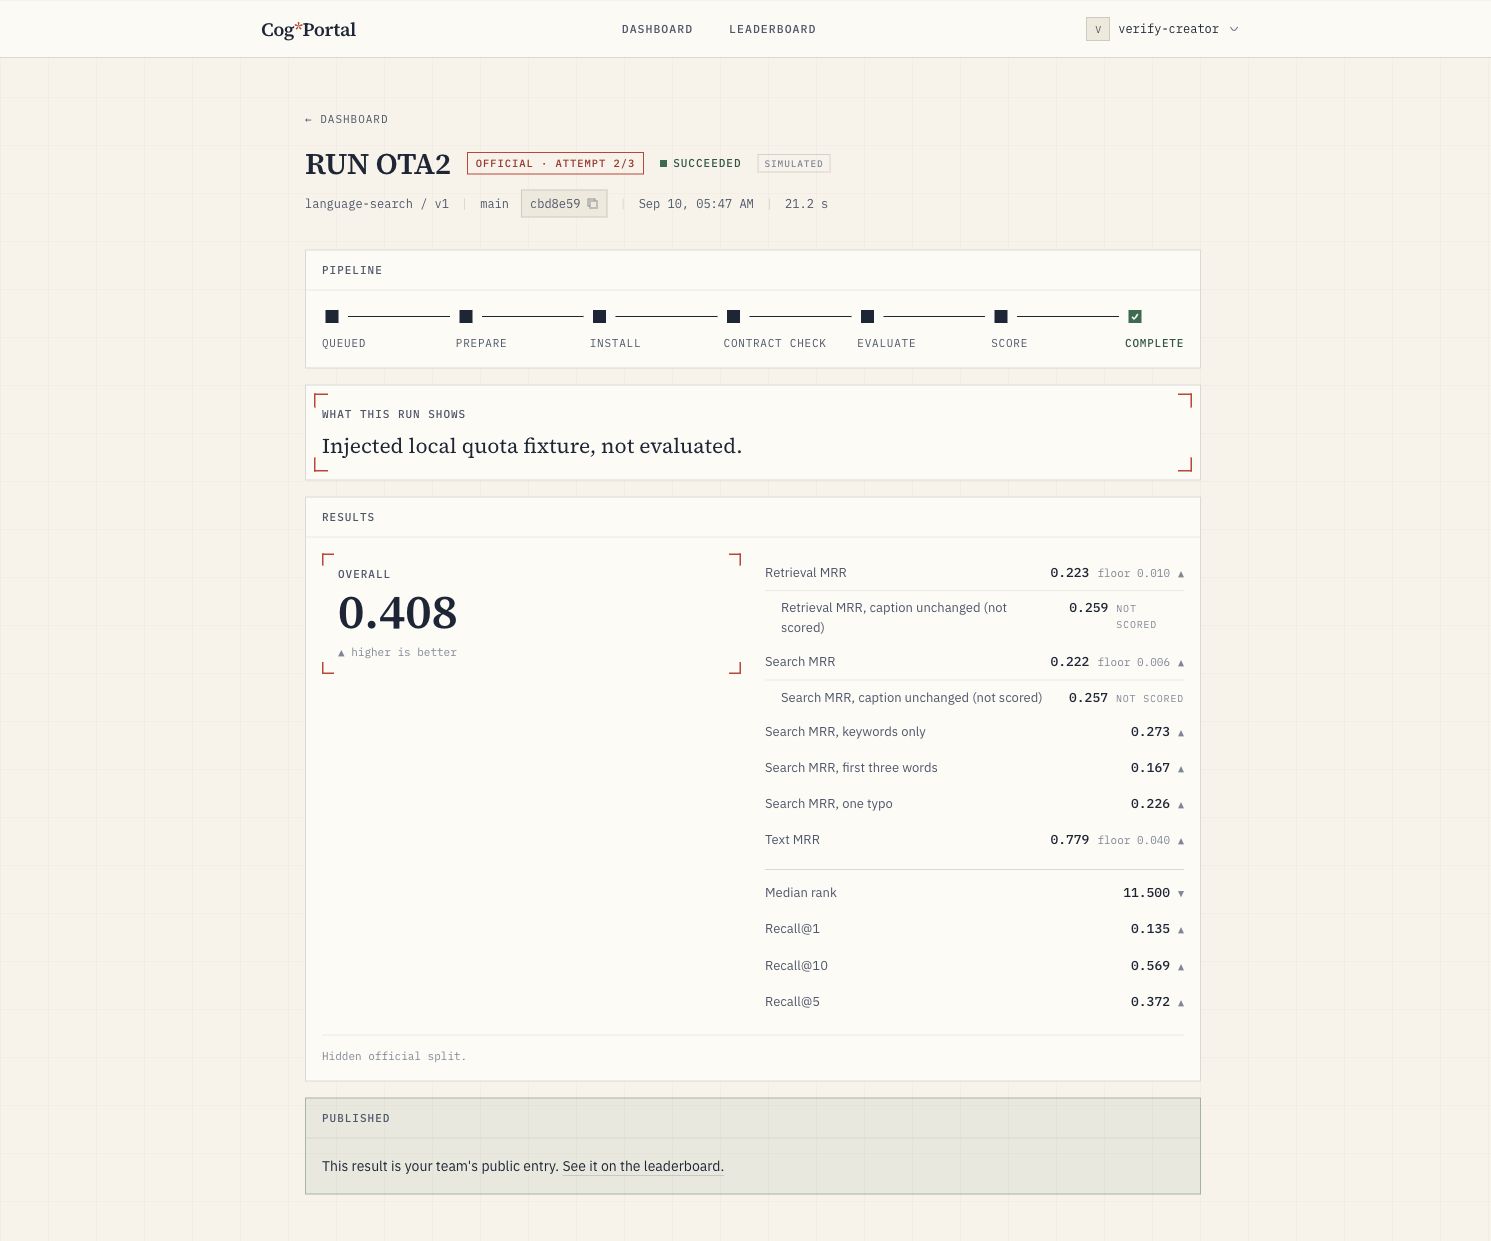 Cog*Portal
DASHBOARD
LEADERBOARD
V
verify-creator
← DASHBOARD
RUN OTA2
OFFICIAL · ATTEMPT 2/3
SUCCEEDED
SIMULATED
language-search / v1
main
cbd8e59
Sep 10, 05:47 AM
21.2 s
PIPELINE
QUEUED
PREPARE
INSTALL
CONTRACT CHECK
EVALUATE
SCORE
COMPLETE
WHAT THIS RUN SHOWS
Injected local quota fixture, not evaluated.
RESULTS
OVERALL
0.408
▲ higher is better
Retrieval MRR 0.223 floor 0.010 ▲
Retrieval MRR, caption unchanged (not
scored)
0.259 NOT
SCORED
Search MRR 0.222 floor 0.006 ▲
Search MRR, caption unchanged (not scored) 0.257 NOT SCORED
Search MRR, keywords only 0.273 ▲
Search MRR, first three words 0.167 ▲
Search MRR, one typo 0.226 ▲
Text MRR 0.779 floor 0.040 ▲
Median rank 11.500 ▼
Recall@1 0.135 ▲
Recall@10 0.569 ▲
Recall@5 0.372 ▲
Hidden official split.
PUBLISHED
This result is your team's public entry. See it on the leaderboard.